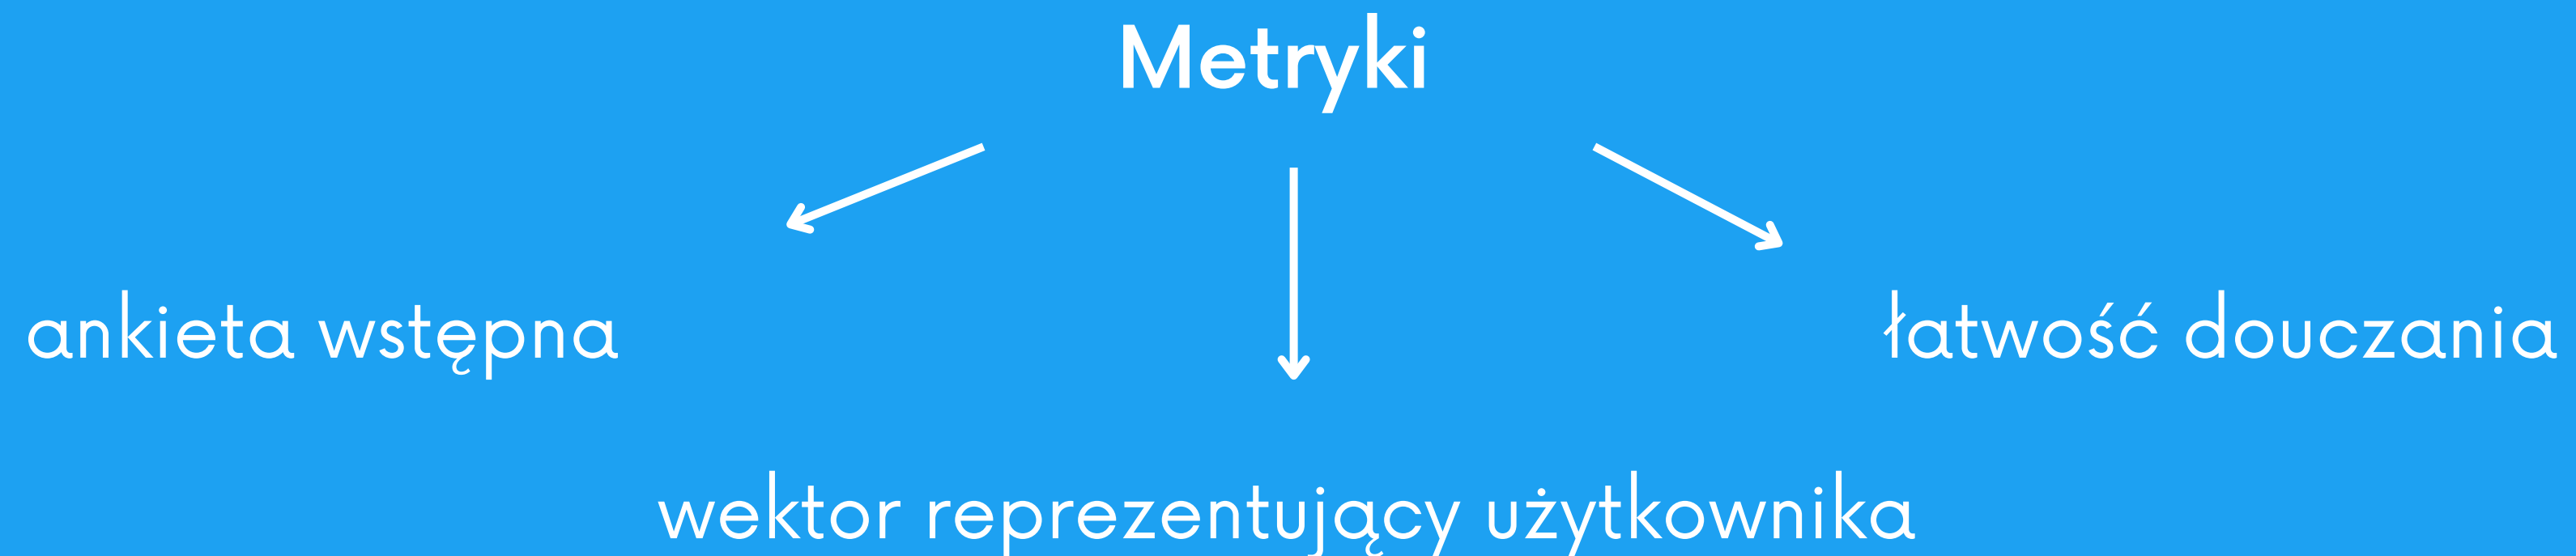 Metryki
ankieta wstępna
łatwość douczania
wektor reprezentujący użytkownika